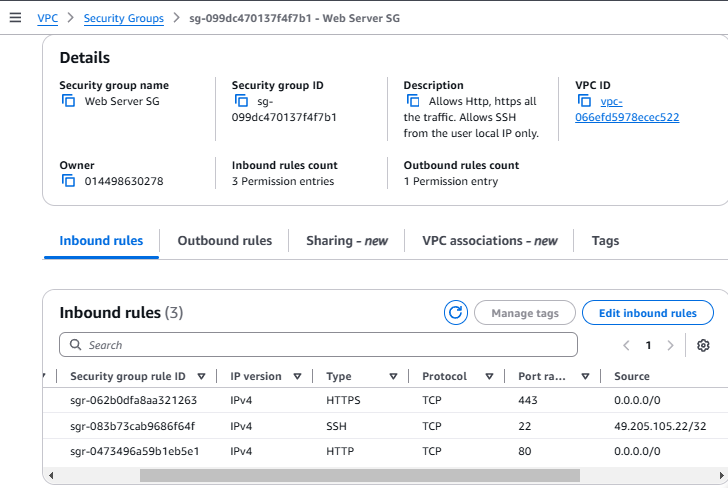 VPC > Security Groups > sg-099dc470137f4f7b1 - Web Server SG
Details
Security group name
Web Server SG
Security group ID
sg-
099dc470137f4f7b1
Description
Allows Http, https all
the traffic. Allows SSH
from the user local IP only.
VPC ID
vpc-
066efd5978ecec522
Owner
014498630278
Inbound rules count
3 Permission entries
Outbound rules count
1 Permission entry
Inbound rules Outbound rules Sharing - new VPC associations - new Tags
Inbound rules (3)
Manage tags
Edit inbound rules
Search
1
Security group rule ID IP version Type Protocol Port ra... Source
sgr-062b0dfa8aa321263 IPv4 HTTPS TCP 443 0.0.0.0/0
sgr-083b73cab9686f64f IPv4 SSH TCP 22 49.205.105.22/32
sgr-0473496a59b1eb5e1 IPv4 HTTP TCP 80 0.0.0.0/0